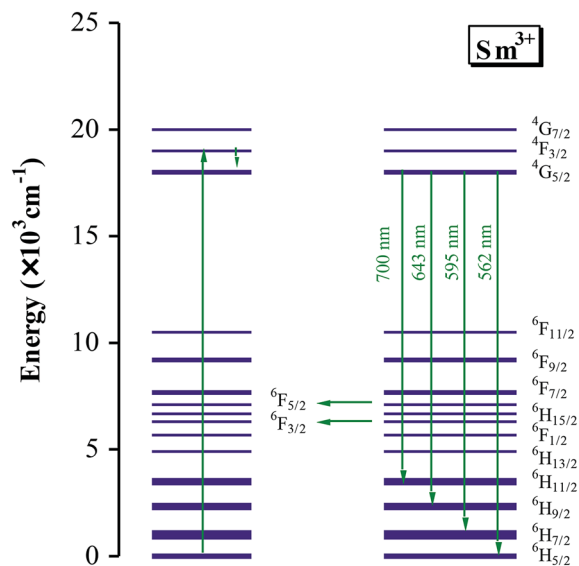 25
20
15
10
5
0
Energy (×10³cm⁻¹)
Sm³⁺
⁴G₇/₂
⁴F₃/₂
⁴G₅/₂
700 nm
643 nm
595 nm
562 nm
⁶F₁₁/₂
⁶F₉/₂
⁶F₇/₂
⁶F₅/₂
⁶H₁₅/₂
⁶F₃/₂
⁶F₁/₂
⁶H₁₃/₂
⁶H₁₁/₂
⁶H₉/₂
⁶H₇/₂
⁶H₅/₂